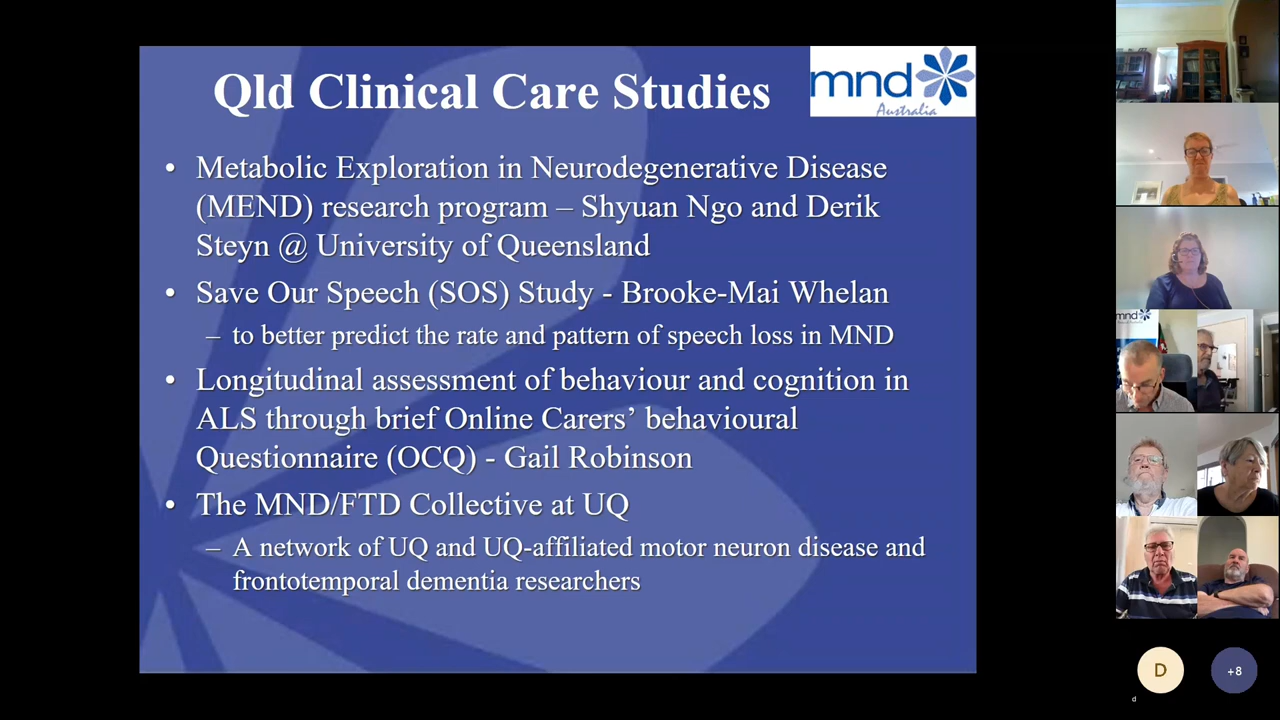 Qld Clinical Care Studies
mnd
Australia
• Metabolic Exploration in Neurodegenerative Disease
(MEND) research program – Shyuan Ngo and Derik
Steyn @ University of Queensland
• Save Our Speech (SOS) Study - Brooke-Mai Whelan
– to better predict the rate and pattern of speech loss in MND
• Longitudinal assessment of behaviour and cognition in
ALS through brief Online Carers’ behavioural
Questionnaire (OCQ) - Gail Robinson
• The MND/FTD Collective at UQ
– A network of UQ and UQ-affiliated motor neuron disease and
frontotemporal dementia researchers
mnd
D
+8
d